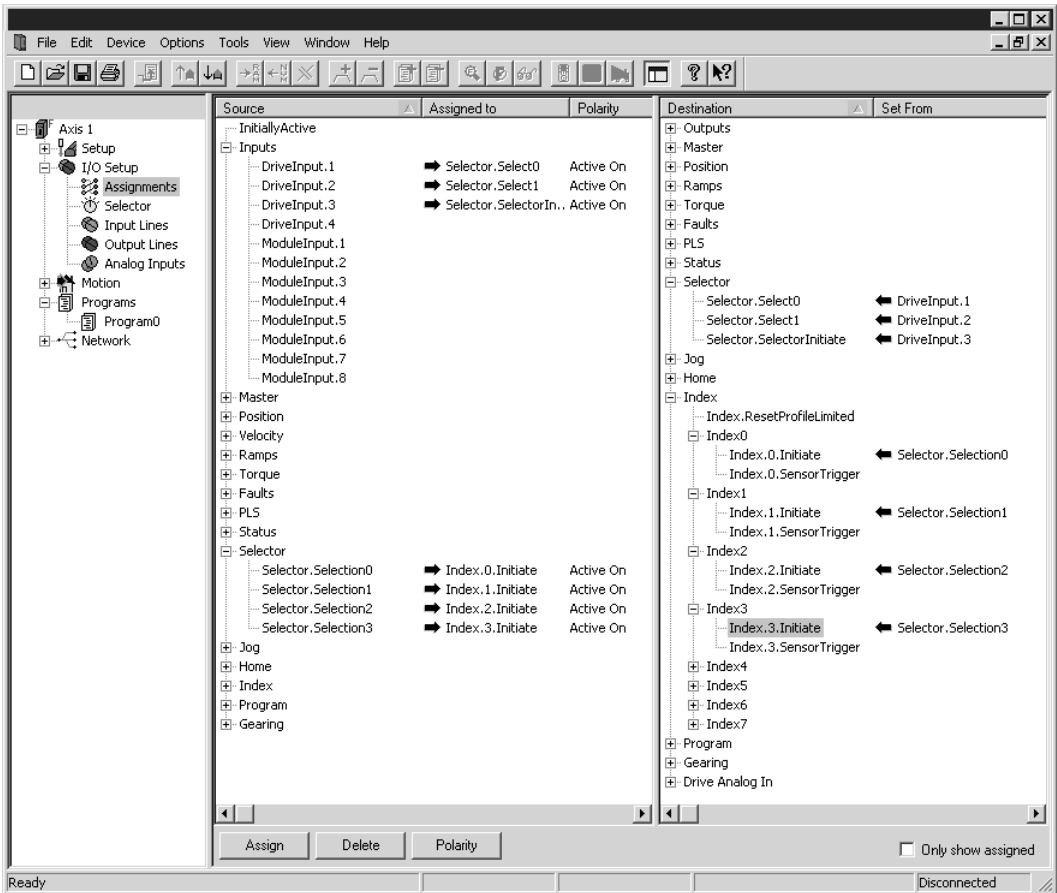 File Edit Device Options Tools View Window Help
Axis 1
Setup
I/O Setup
Assignments
Selector
Input Lines
Output Lines
Analog Inputs
Motion
Programs
Program0
Network
Source Assigned to Polarity
InitiallyActive
Inputs
DriveInput.1 Selector.Select0 Active On
DriveInput.2 Selector.Select1 Active On
DriveInput.3 Selector.SelectorIn.. Active On
DriveInput.4
ModuleInput.1
ModuleInput.2
ModuleInput.3
ModuleInput.4
ModuleInput.5
ModuleInput.6
ModuleInput.7
ModuleInput.8
Master
Position
Velocity
Ramps
Torque
Faults
PLS
Status
Selector
Selector.Selection0 Index.0.Initiate Active On
Selector.Selection1 Index.1.Initiate Active On
Selector.Selection2 Index.2.Initiate Active On
Selector.Selection3 Index.3.Initiate Active On
Jog
Home
Index
Program
Gearing
Destination Set From
Outputs
Master
Position
Ramps
Torque
Faults
PLS
Status
Selector
Selector.Select0 DriveInput.1
Selector.Select1 DriveInput.2
Selector.SelectorInitiate DriveInput.3
Jog
Home
Index
Index.ResetProfileLimited
Index0
Index.0.Initiate Selector.Selection0
Index.0.SensorTrigger
Index1
Index.1.Initiate Selector.Selection1
Index.1.SensorTrigger
Index2
Index.2.Initiate Selector.Selection2
Index.2.SensorTrigger
Index3
Index.3.Initiate Selector.Selection3
Index.3.SensorTrigger
Index4
Index5
Index6
Index7
Program
Gearing
Drive Analog In
Assign Delete Polarity Only show assigned
Ready Disconnected